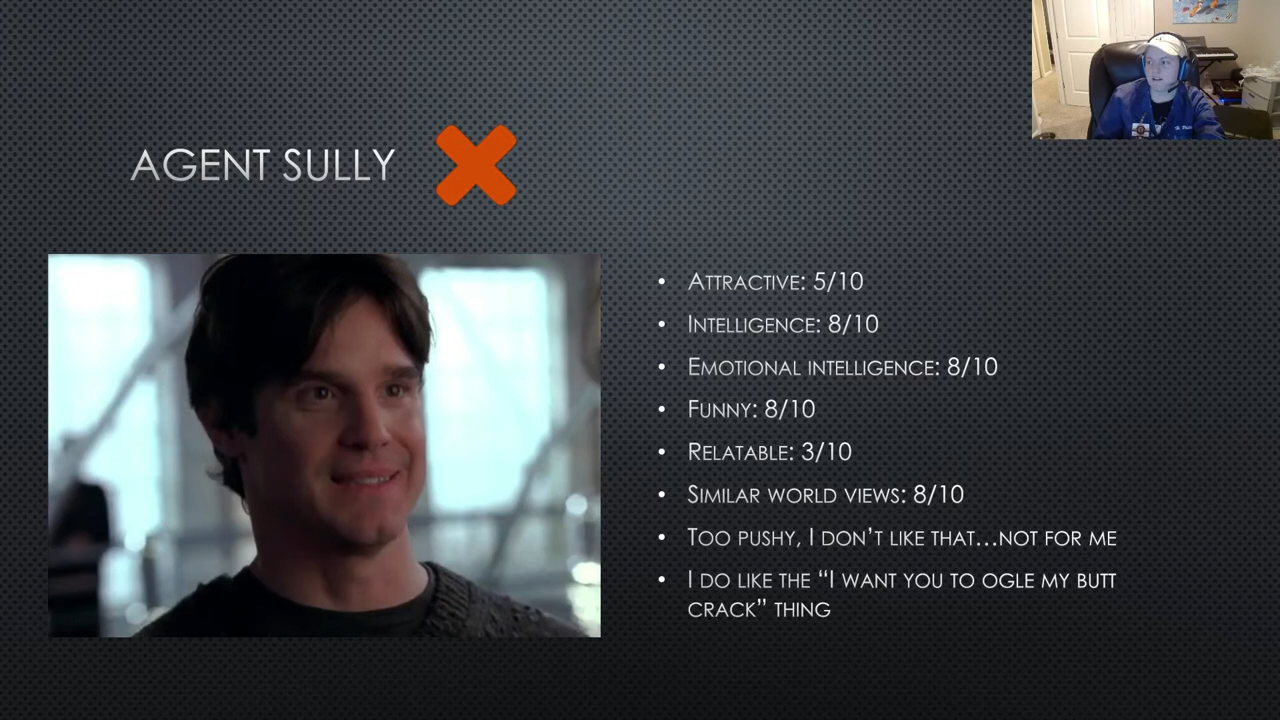 AGENT SULLY
• ATTRACTIVE: 5/10
• INTELLIGENCE: 8/10
• EMOTIONAL INTELLIGENCE: 8/10
• FUNNY: 8/10
• RELATABLE: 3/10
• SIMILAR WORLD VIEWS: 8/10
• TOO PUSHY, I DON’T LIKE THAT…NOT FOR ME
• I DO LIKE THE “I WANT YOU TO OGLE MY BUTT
CRACK” THING